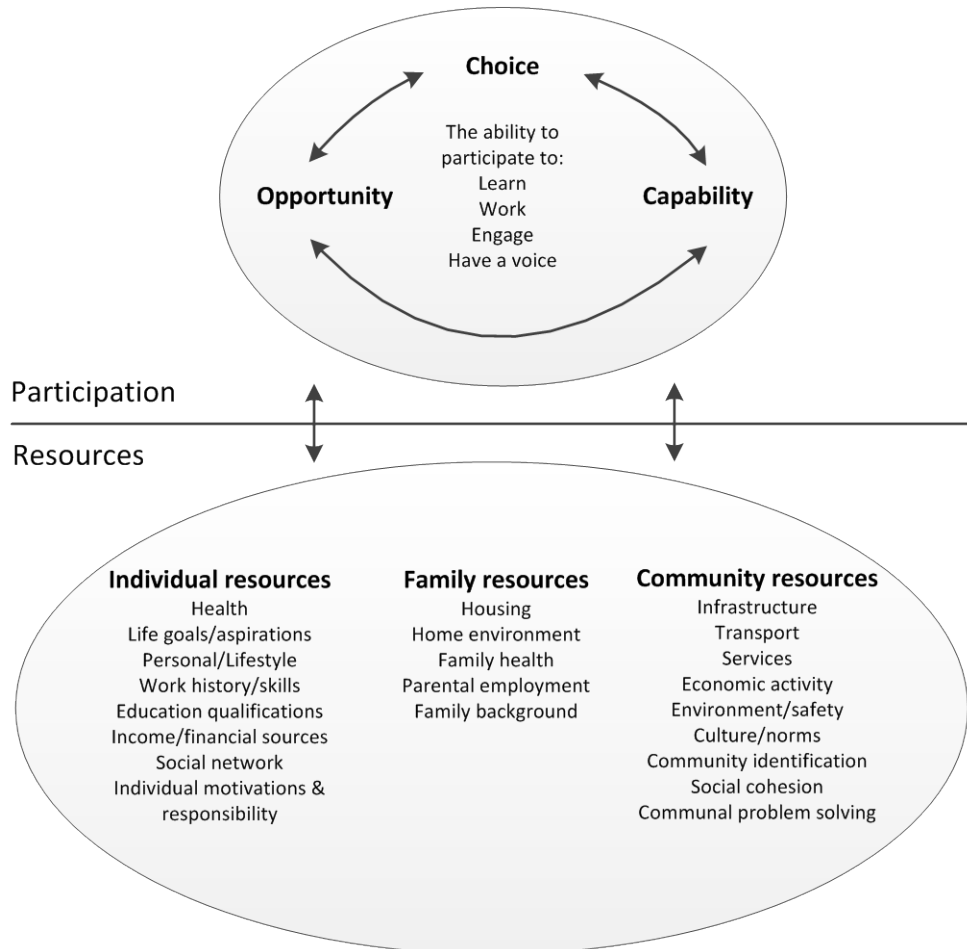 Choice
The ability to
participate to:
Learn
Work
Engage
Have a voice
Opportunity
Capability
Participation
Resources
Individual resources
Health
Life goals/aspirations
Personal/Lifestyle
Work history/skills
Education qualifications
Income/financial sources
Social network
Individual motivations &
responsibility
Family resources
Housing
Home environment
Family health
Parental employment
Family background
Community resources
Infrastructure
Transport
Services
Economic activity
Environment/safety
Culture/norms
Community identification
Social cohesion
Communal problem solving